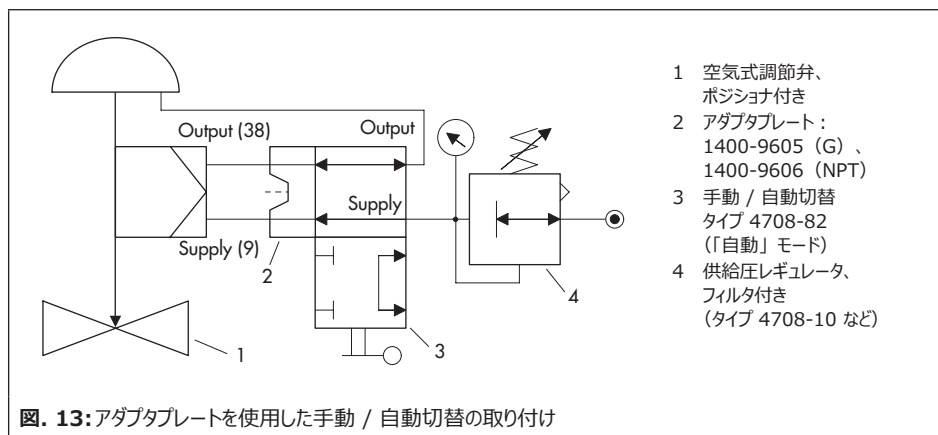 Output (38)
Output
Supply
Supply (9)
2
4
3
1
1 空気式調節弁、
ポジショナ付き
2 アダプタプレート :
1400-9605 (G) 、
1400-9606 (NPT)
3 手動 / 自動切替
タイプ 4708-82
(「自動」 モード)
4 供給圧レギュレータ、
フィルタ付き
(タイプ 4708-10 など)
図. 13: アダプタプレートを使用した手動 / 自動切替の取り付け